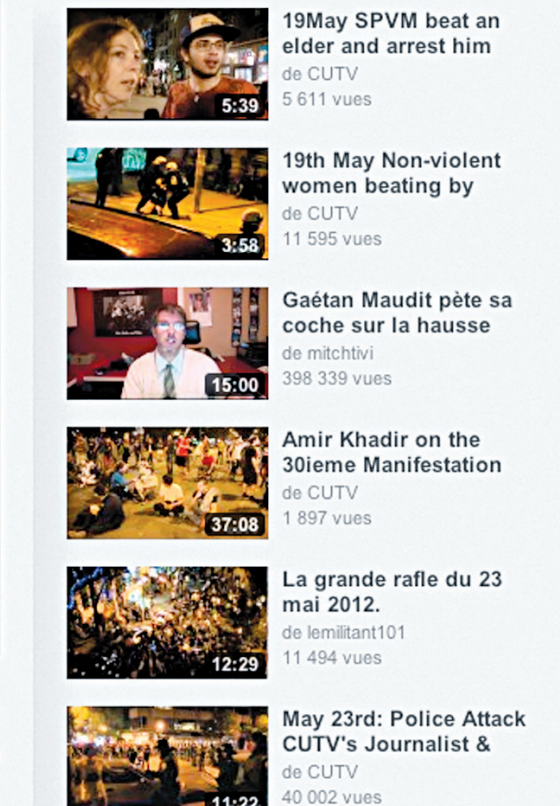 19May SPVM beat an
elder and arrest him
de CUTV
5 611 vues
5:39
19th May Non-violent
women beating by
de CUTV
11 595 vues
3:58
Gaétan Maudit pète sa
coche sur la hausse
de mitchtivi
398 339 vues
15:00
Amir Khadir on the
30ieme Manifestation
de CUTV
1 897 vues
37:08
La grande rafle du 23
mai 2012.
de lemilitant101
11 494 vues
12:29
May 23rd: Police Attack
CUTV's Journalist &
de CUTV
40 002 vues
11:22